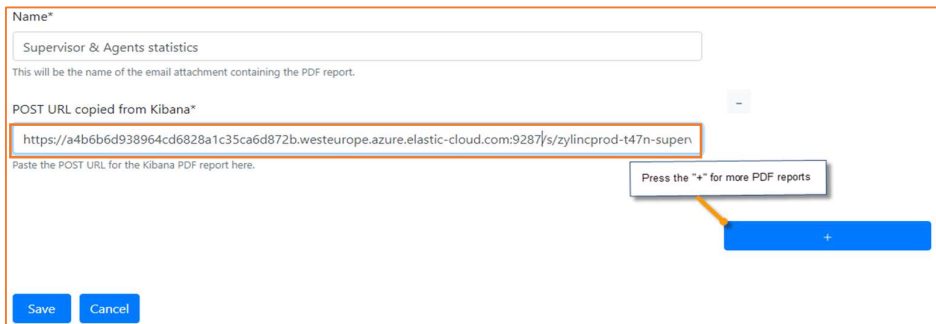 Name*
Supervisor & Agents statistics
This will be the name of the email attachment containing the PDF report.
–
POST URL copied from Kibana*
https://a4b6b6d938964cd6828a1c35ca6d872b.westeurope.azure.elastic-cloud.com:9287/s/zylincprod-t47n-superv
Paste the POST URL for the Kibana PDF report here.
Press the "+" for more PDF reports
+
Save Cancel